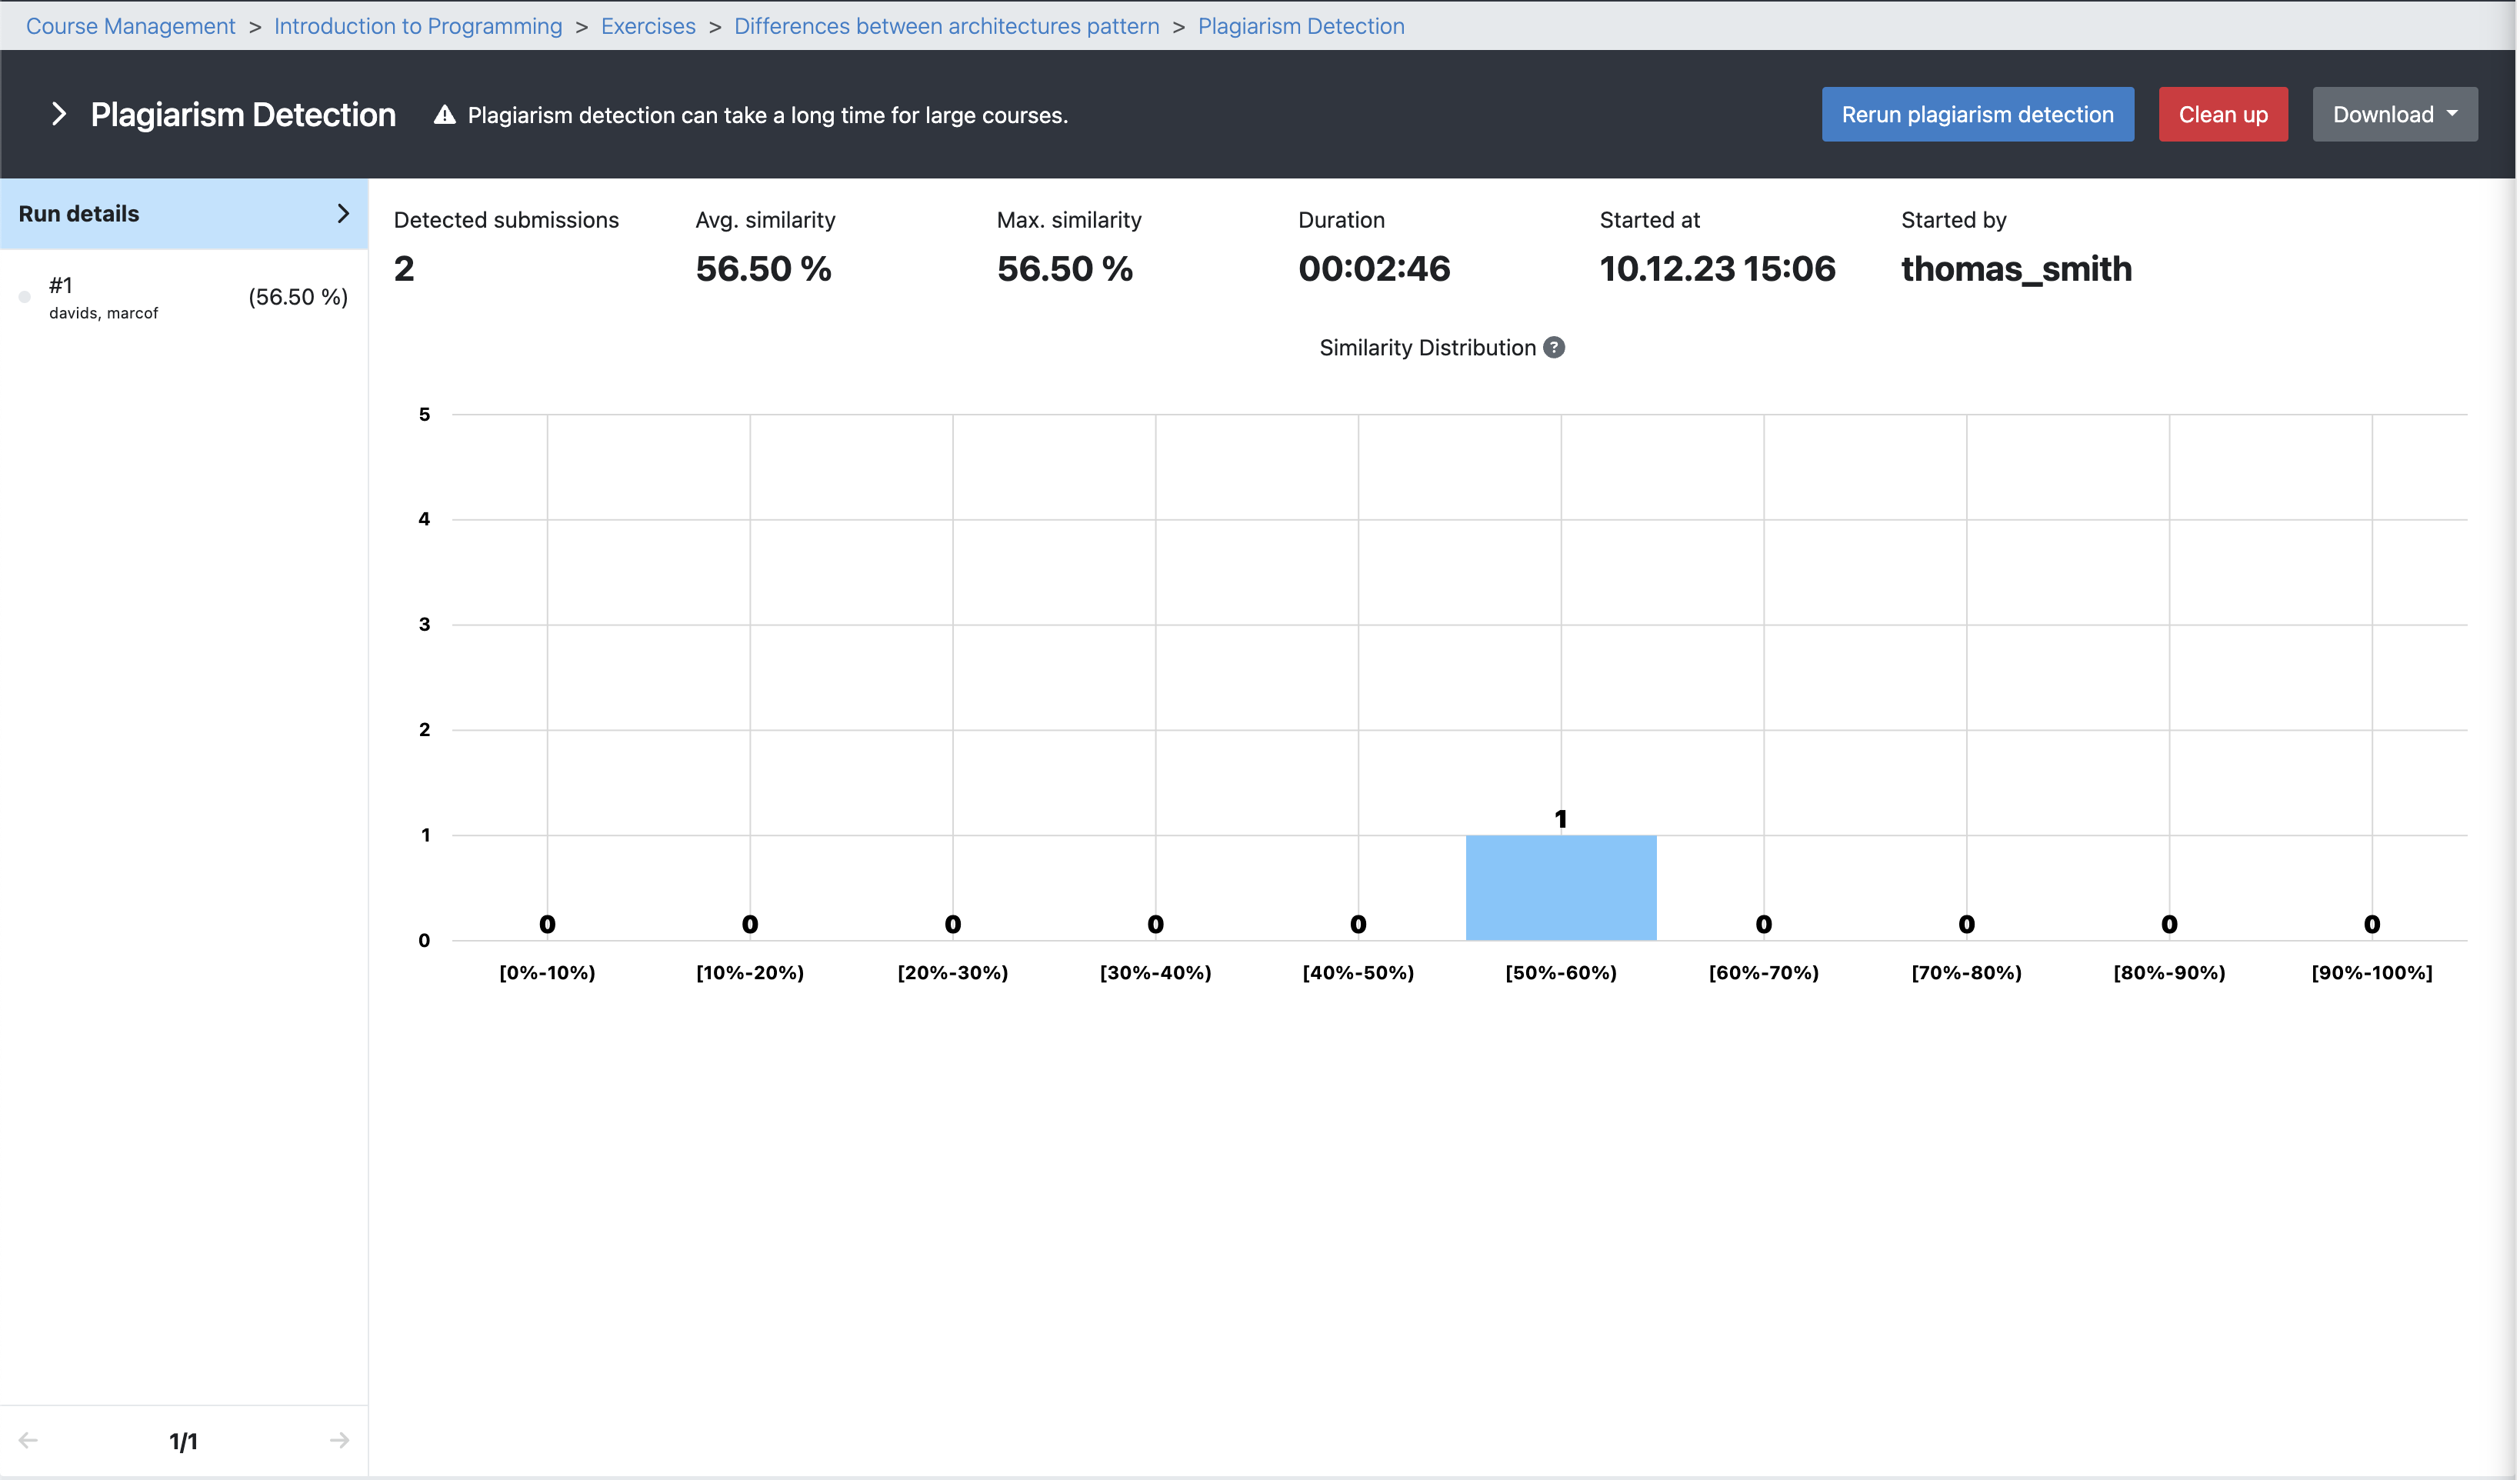 Course Management > Introduction to Programming > Exercises > Differences between architectures pattern > Plagiarism Detection
Plagiarism Detection
Plagiarism detection can take a long time for large courses.
Rerun plagiarism detection
Clean up
Download
Run details
#1
davids, marcof
(56.50 %)
1/1
Detected submissions
2
Avg. similarity
56.50 %
Max. similarity
56.50 %
Duration
00:02:46
Started at
10.12.23 15:06
Started by
thomas_smith
Similarity Distribution ?
5
4
3
2
1
0
0 0 0 0 0 1 0 0 0 0
[0%-10%) [10%-20%) [20%-30%) [30%-40%) [40%-50%) [50%-60%) [60%-70%) [70%-80%) [80%-90%) [90%-100%]